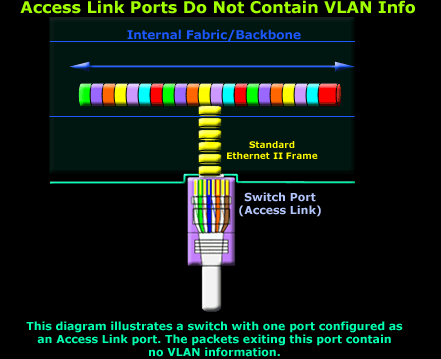 Access Link Ports Do Not Contain VLAN Info
Internal Fabric/Backbone
Standard
Ethernet II Frame
Switch Port
(Access Link)
This diagram illustrates a switch with one port configured as
an Access Link port. The packets exiting this port contain
no VLAN information.